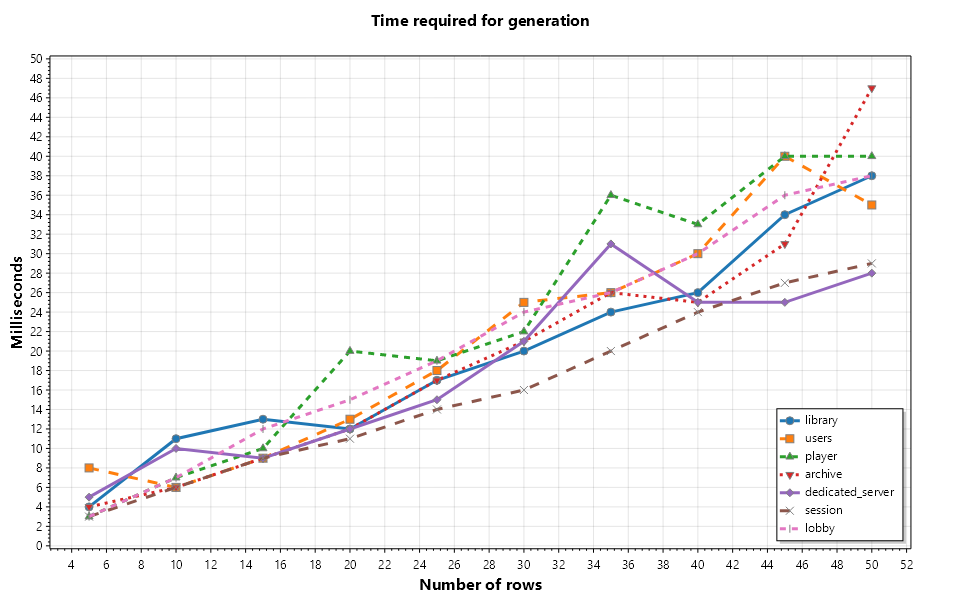 Time required for generation
50
48
46
44
42
40
38
36
34
32
30
28
26
24
22
20
18
16
14
12
10
8
6
4
2
0
Milliseconds
4 6 8 10 12 14 16 18 20 22 24 26 28 30 32 34 36 38 40 42 44 46 48 50 52
Number of rows
library
users
player
archive
dedicated_server
session
lobby